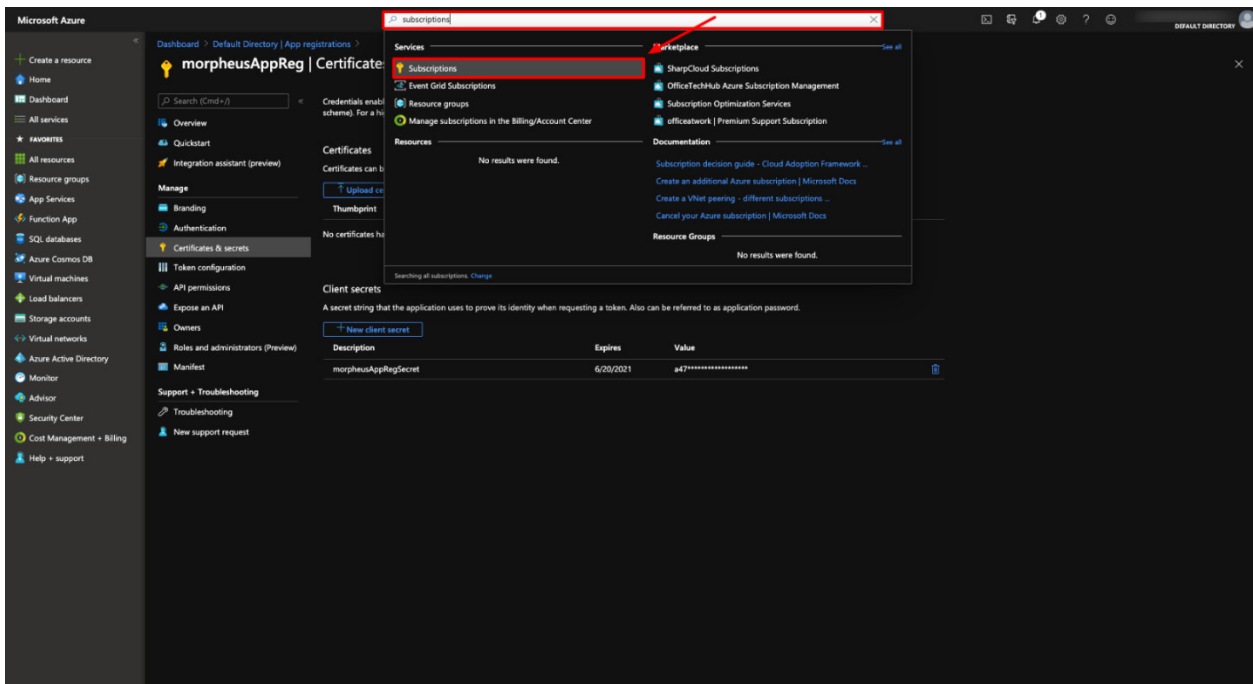 Microsoft Azure
subscriptions
DEFAULT DIRECTORY
Create a resource
Home
Dashboard
All services
FAVORITES
All resources
Resource groups
App Services
Function App
SQL databases
Azure Cosmos DB
Virtual machines
Load balancers
Storage accounts
Virtual networks
Azure Active Directory
Monitor
Advisor
Security Center
Cost Management + Billing
Help + support
Dashboard > Default Directory | App registrations >
morpheusAppReg | Certificate
Search (Cmd+/)
Overview
Quickstart
Integration assistant (preview)
Manage
Branding
Authentication
Certificates & secrets
Token configuration
API permissions
Expose an API
Owners
Roles and administrators (Preview)
Manifest
Support + Troubleshooting
Troubleshooting
New support request
Services
Subscriptions
Event Grid Subscriptions
Resource groups
Manage subscriptions in the Billing/Account Center
Resources
No results were found.
Marketplace
See all
SharpCloud Subscriptions
OfficeTechHub Azure Subscription Management
Subscription Optimization Services
officeatwork | Premium Support Subscription
Documentation
See all
Subscription decision guide - Cloud Adoption Framework ...
Create an additional Azure subscription | Microsoft Docs
Create a VNet peering - different subscriptions ...
Cancel your Azure subscription | Microsoft Docs
Resource Groups
No results were found.
Searching all subscriptions. Change
Credentials enabl
scheme). For a hi
Certificates
Certificates can b
Upload ce
Thumbprint
No certificates ha
Client secrets
A secret string that the application uses to prove its identity when requesting a token. Also can be referred to as application password.
New client secret
Description Expires Value
morpheusAppRegSecret 6/20/2021 a47******************